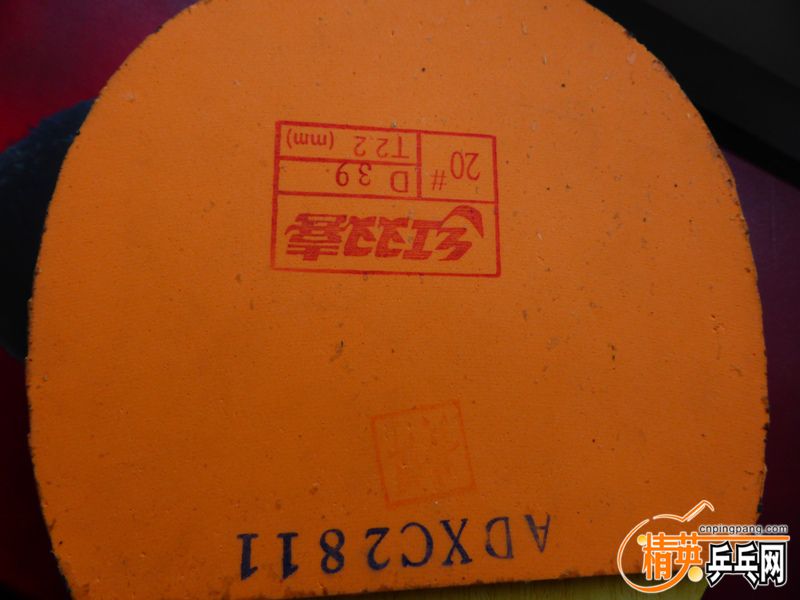 ADXC2811
红双喜
20# D 39
T2.2 (mm)
cnpingpang.com
精英乒乓网